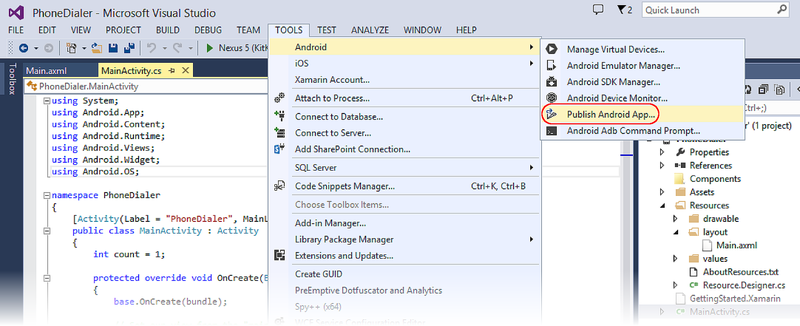 PhoneDialer - Microsoft Visual Studio
2
Quick Launch
FILE EDIT VIEW PROJECT BUILD DEBUG TEAM TOOLS TEST ANALYZE WINDOW HELP
Nexus 5 (KitK
Toolbox
Main.axml
MainActivity.cs
PhoneDialer.MainActivity
using System;
using Android.App;
using Android.Content;
using Android.Runtime;
using Android.Views;
using Android.Widget;
using Android.OS;
namespace PhoneDialer
{
[Activity(Label = "PhoneDialer", MainL
public class MainActivity : Activity
{
int count = 1;
protected override void OnCreate(B
{
base.OnCreate(bundle);
Android
iOS
Xamarin Account...
Attach to Process... Ctrl+Alt+P
Connect to Database...
Connect to Server...
Add SharePoint Connection...
SQL Server
Code Snippets Manager... Ctrl+K, Ctrl+B
Choose Toolbox Items...
Add-in Manager...
Library Package Manager
Extensions and Updates...
Create GUID
PreEmptive Dotfuscator and Analytics
Spy++ (x64)
WCF Service Configuration Editor
Manage Virtual Devices...
Android Emulator Manager...
Android SDK Manager...
Android Device Monitor...
Publish Android App...
Android Adb Command Prompt...
+;)
r' (1 project)
PhoneDialer
Properties
References
Components
Assets
Resources
drawable
layout
Main.axml
values
AboutResources.txt
Resource.Designer.cs
GettingStarted.Xamarin
MainActivity.cs